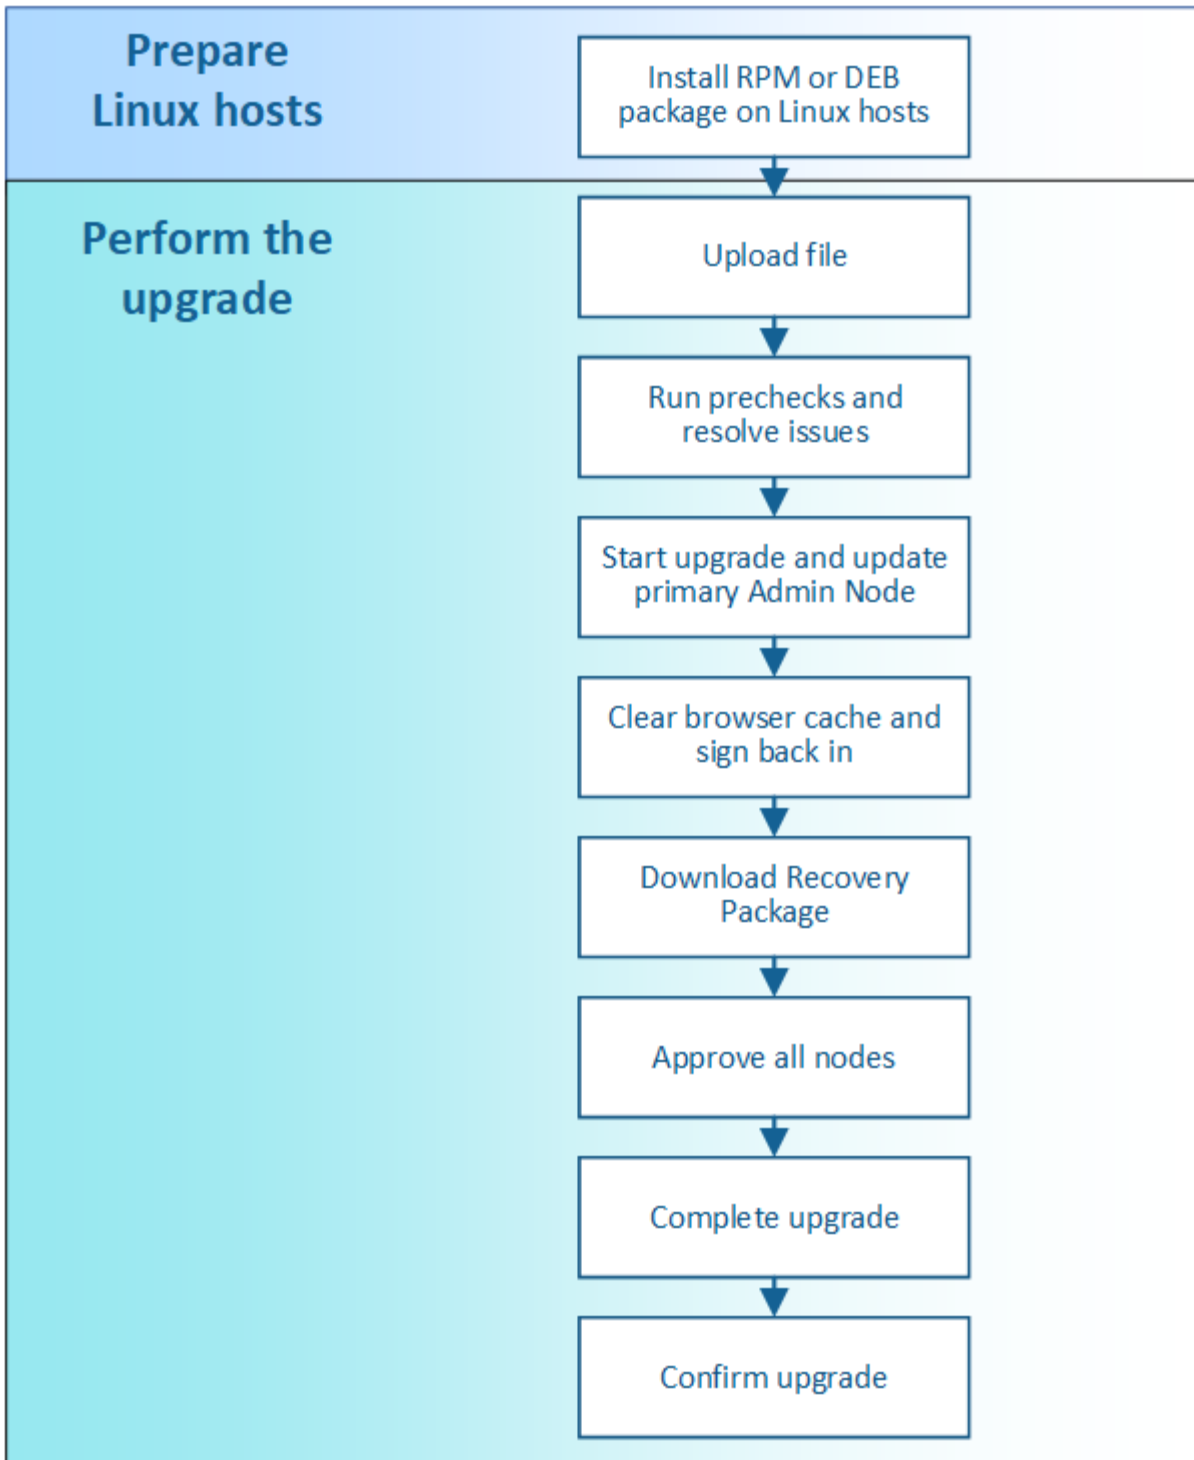 Prepare
Linux hosts
Install RPM or DEB
package on Linux hosts
Perform the
upgrade
Upload file
Run prechecks and
resolve issues
Start upgrade and update
primary Admin Node
Clear browser cache and
sign back in
Download Recovery
Package
Approve all nodes
Complete upgrade
Confirm upgrade